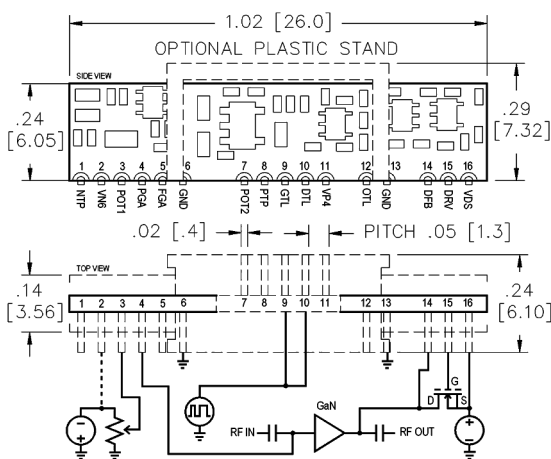 1.02 [26.0]
OPTIONAL PLASTIC STAND
SIDE VIEW
.24 [6.05]
.29 [7.32]
1 2 3 4 5 6 7 8 9 10 11 12 13 14 15 16
NTP VN6 POT1 PGA FGA GND POT2 PTP GTL DTL VP4 OTL GND DFB DRV VDS
.02 [.4]
PITCH .05 [1.3]
TOP VIEW
.14 [3.56]
.24 [6.10]
1 2 3 4 5 6 7 8 9 10 11 12 13 14 15 16
G
D S
GaN
RF IN
RF OUT
- +
- +